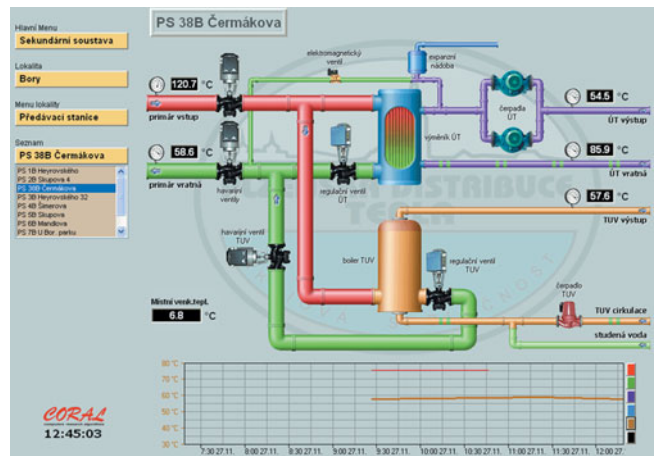 PS 38B Čermákova
Hlavní Menu
Sekundární soustava
Lokalita
Bory
Menu lokality
Předávací stanice
Seznam
PS 38B Čermákova
PS 1B Heyrovského
PS 2B Skupova 4
PS 38B Čermákova
PS 3B Heyrovského 32
PS 4B Šimerova
PS 5B Skupova
PS 6B Mandlova
PS 7B U Bor. parku
elektromagnetický
ventil
expanzní
nádoba
120.7 °C
primár vstup
58.6 °C
primár vratná
havarijní
ventily
regulační ventil
ÚT
výměník ÚT
čerpadla
ÚT
54.5 °C
ÚT výstup
85.9 °C
ÚT vratná
57.6 °C
TUV výstup
havarijní ventil
TUV
boiler TUV
regulační ventil
TUV
čerpadlo
TUV
TUV cirkulace
studená voda
Místní venk.tepl.
6.8 °C
80 °C
70 °C
60 °C
50 °C
40 °C
30 °C
7:30 27.11. 8:00 27.11. 8:30 27.11. 9:00 27.11. 9:30 27.11. 10:00 27.11. 10:30 27.11. 11:00 27.11. 11:30 27.11. 12:00 27.
CORAL
12:45:03